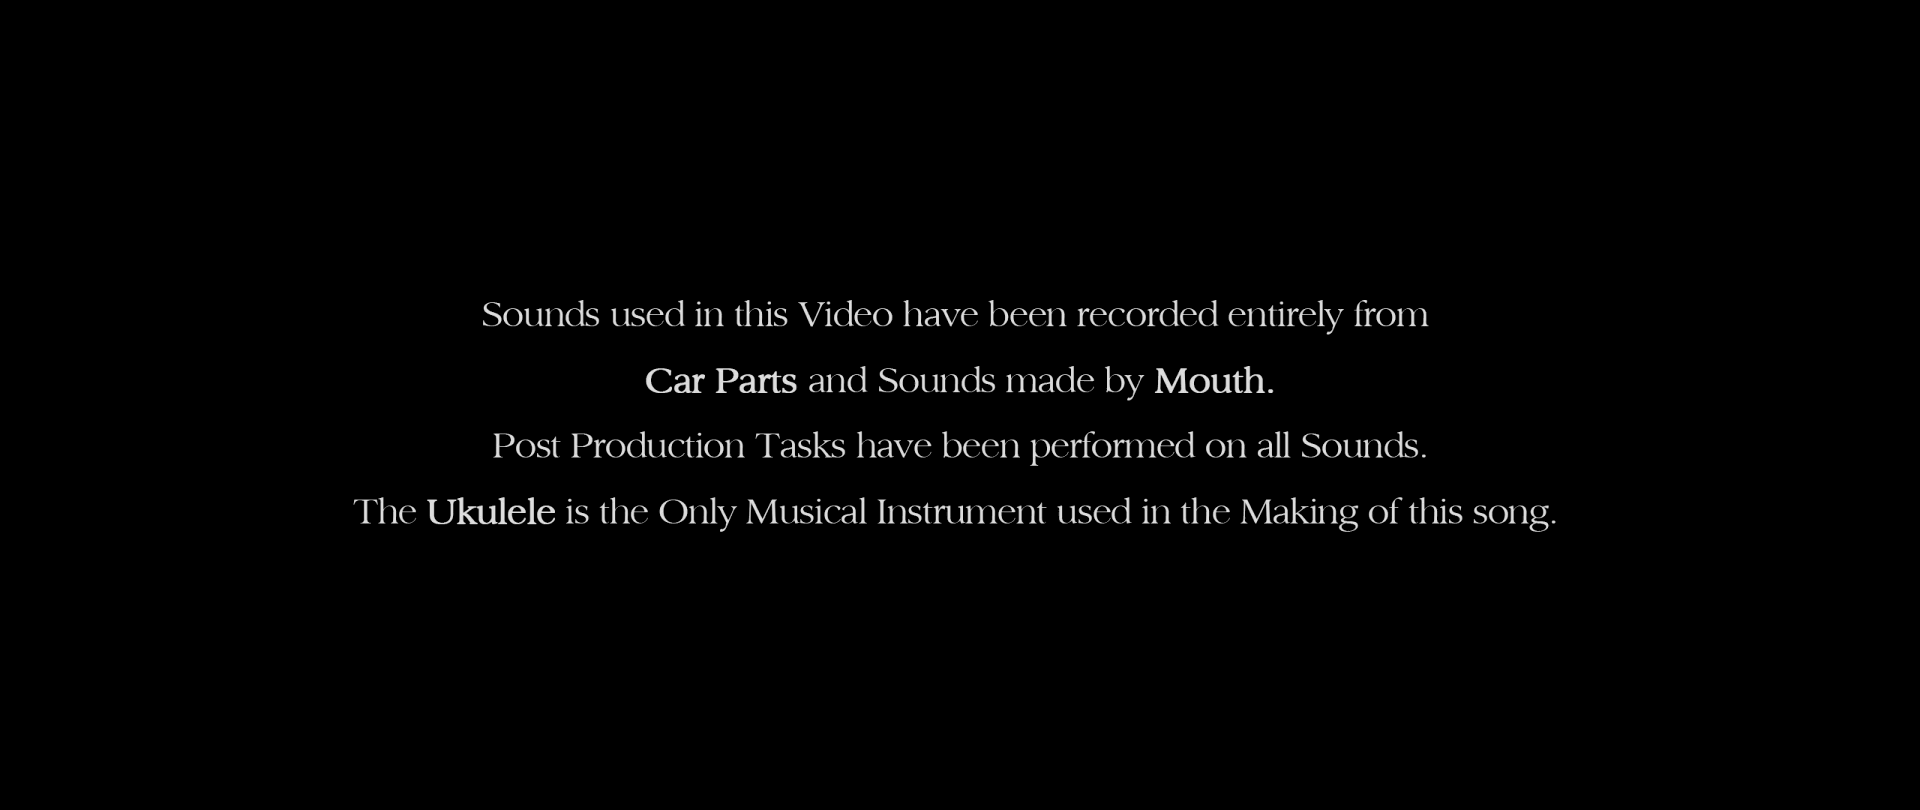 Sounds used in this Video have been recorded entirely from
Car Parts and Sounds made by Mouth.
Post Production Tasks have been performed on all Sounds.
The Ukulele is the Only Musical Instrument used in the Making of this song.